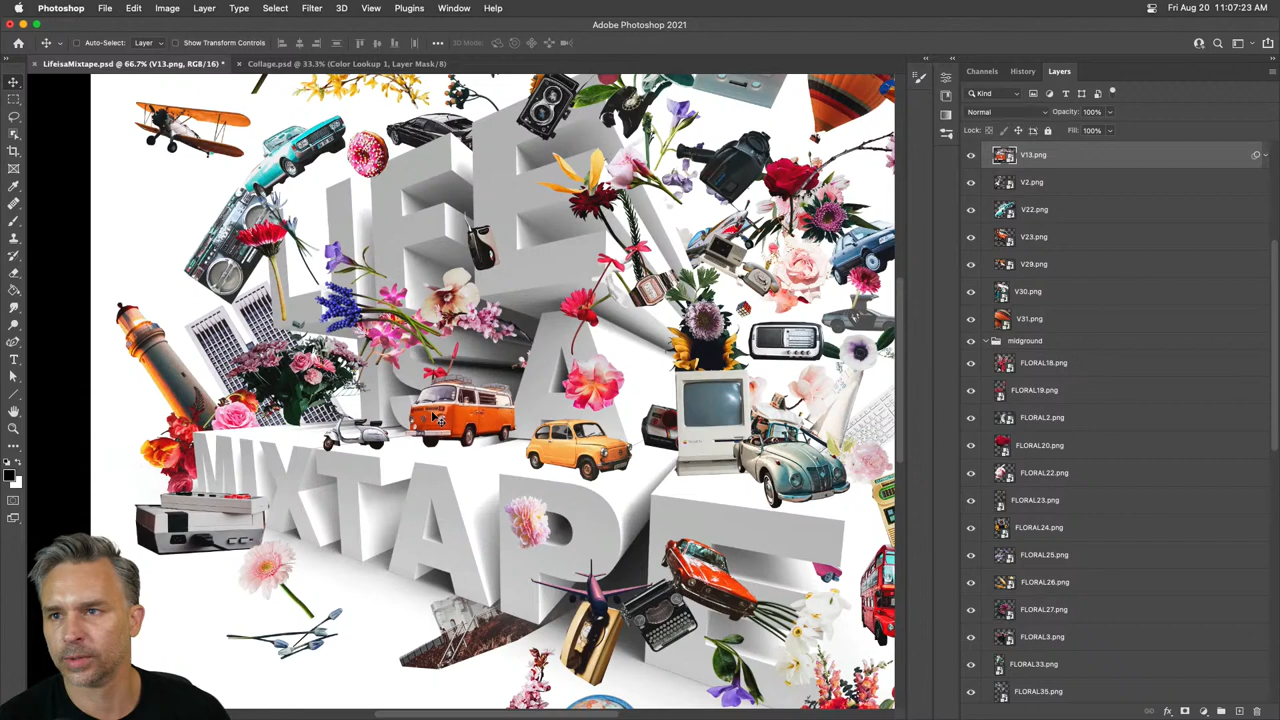 Photoshop File Edit Image Layer Type Select Filter 3D View Plugins Window Help Fri Aug 20 11:07:23 AM
Adobe Photoshop 2021
Auto-Select: Layer Show Transform Controls 3D Mode:
LifeisaMixtape.psd @ 66.7% (V13.png, RGB/16) * Collage.psd @ 33.3% (Color Lookup 1, Layer Mask/8)
Channels History Layers
Kind
Normal Opacity: 100%
Lock: Fill: 100%
V13.png
V2.png
V22.png
V23.png
V29.png
V30.png
V31.png
midground
FLORAL18.png
FLORAL19.png
FLORAL2.png
FLORAL20.png
FLORAL22.png
FLORAL23.png
FLORAL24.png
FLORAL25.png
FLORAL26.png
FLORAL27.png
FLORAL3.png
FLORAL33.png
FLORAL35.png
LIFE
IS A
MIXTAPE